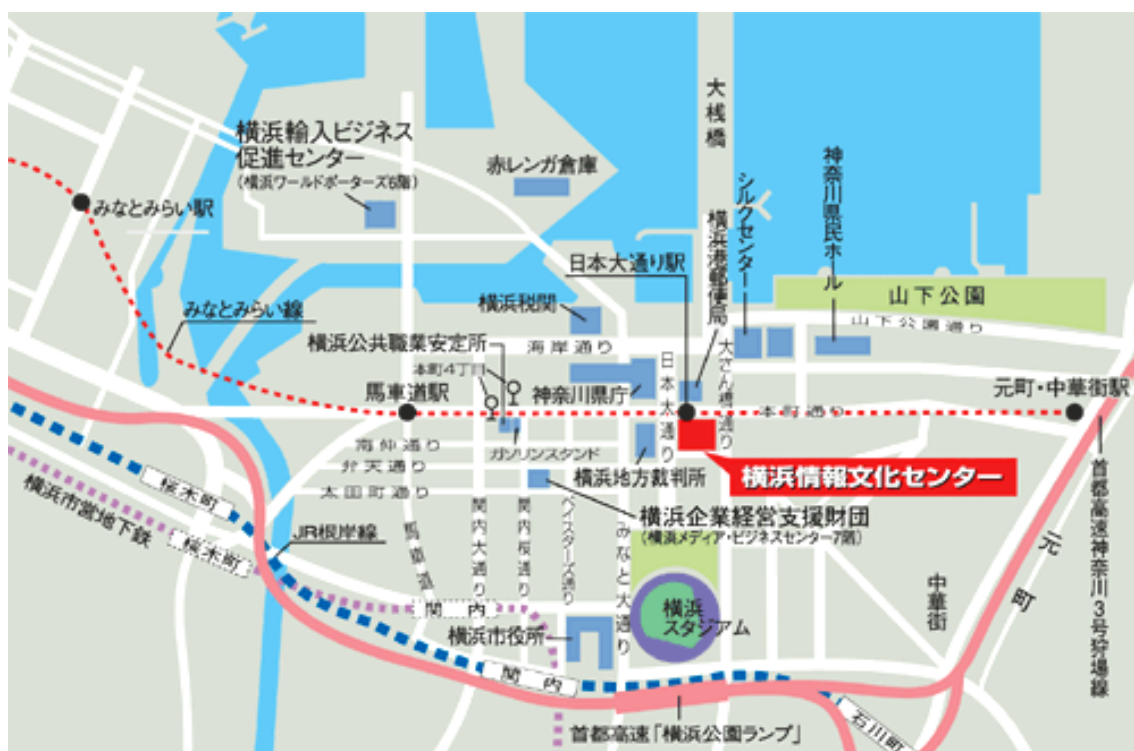 大桟橋
横浜輸入ビジネス
促進センター
(横浜ワールドポーターズ6階)
赤レンガ倉庫
シルクセンター
神奈川県民ホール
みなとみらい駅
横浜港郵便局
日本大通り駅
山下公園
みなとみらい線
横浜税関
山下公園通り
海岸通り
横浜公共職業安定所
本町4丁目
馬車道駅
神奈川県庁
日本大通り
大さん橋通り
本町通り
元町・中華街駅
南仲通り
ガソリンスタンド
弁天通り
横浜地方裁判所
横浜情報文化センター
太田町通り
桜木町
横浜市営地下鉄
桜木町
JR根岸線
横浜企業経営支援財団
(横浜メディア・ビジネスセンター7階)
馬車道
関内大通り
関内桜通り
ベイスターズ通り
みなと大通り
首都高速神奈川3号狩場線
元町
中華街
関内
横浜
スタジアム
横浜市役所
関内
石川町
首都高速「横浜公園ランプ」